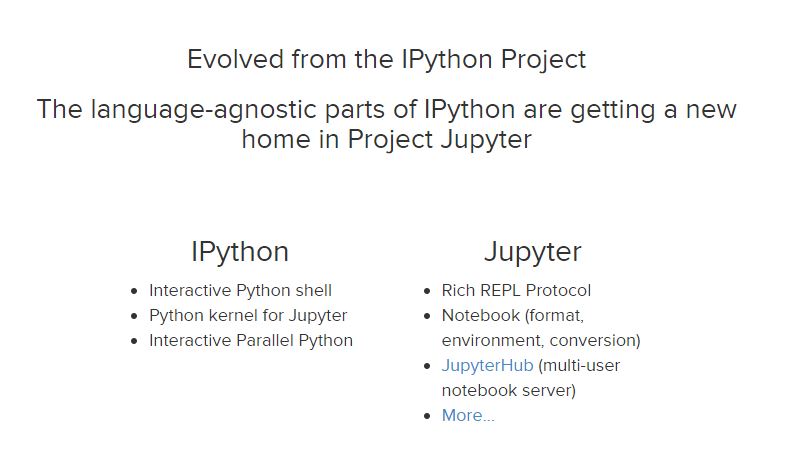 Evolved from the IPython Project
The language-agnostic parts of IPython are getting a new
home in Project Jupyter
IPython
• Interactive Python shell
• Python kernel for Jupyter
• Interactive Parallel Python
Jupyter
• Rich REPL Protocol
• Notebook (format,
environment, conversion)
• JupyterHub (multi-user
notebook server)
• More...